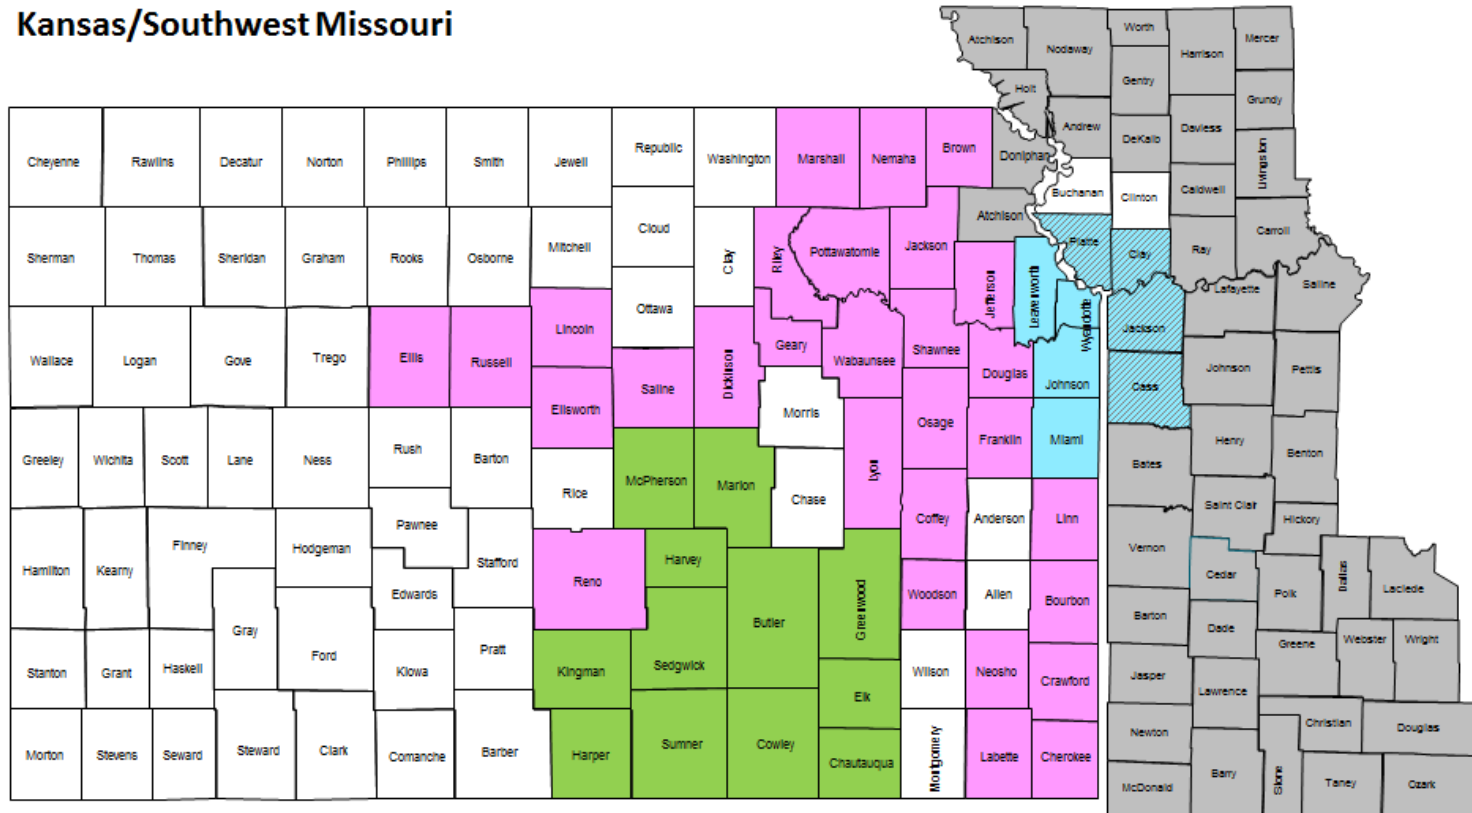 Kansas/Southwest Missouri
Atchison
Nodaway
Worth
Harrison
Mercer
Holt
Gentry
Grundy
Andrew
DeKalb
Daviess
Livingston
Cheyenne
Rawlins
Decatur
Norton
Phillips
Smith
Jewell
Republic
Washington
Marshall
Nemaha
Brown
Doniphan
Buchanan
Clinton
Caldwell
Carroll
Sherman
Thomas
Sheridan
Graham
Rooks
Osborne
Mitchell
Cloud
Clay
Riley
Pottawatomie
Jackson
Atchison
Jefferson
Leavenworth
Wyandotte
Platte
Clay
Ray
Lafayette
Saline
Wallace
Logan
Gove
Trego
Ellis
Russell
Lincoln
Ottawa
Saline
Dickinson
Geary
Wabaunsee
Shawnee
Douglas
Johnson
Jackson
Johnson
Pettis
Ellsworth
Morris
Osage
Franklin
Miami
Cass
Henry
Benton
Greeley
Wichita
Scott
Lane
Ness
Rush
Barton
Rice
McPherson
Marion
Chase
Lyon
Coffey
Anderson
Linn
Bates
Saint Clair
Hickory
Hamilton
Kearny
Finney
Hodgeman
Pawnee
Stafford
Edwards
Reno
Harvey
Butler
Greenwood
Woodson
Allen
Bourbon
Vernon
Cedar
Polk
Dallas
Laclede
Gray
Ford
Barton
Dade
Greene
Webster
Wright
Stanton
Grant
Haskell
Kiowa
Pratt
Kingman
Sedgwick
Elk
Wilson
Neosho
Crawford
Jasper
Lawrence
Morton
Stevens
Seward
Steward
Clark
Comanche
Barber
Harper
Sumner
Cowley
Chautauqua
Montgomery
Labette
Cherokee
Newton
Christian
Douglas
McDonald
Barry
Stone
Taney
Ozark